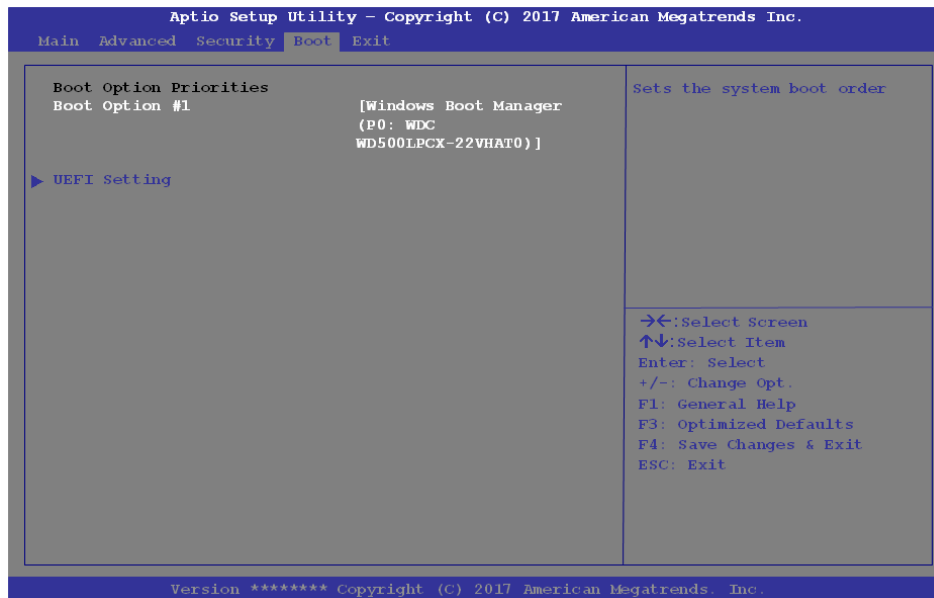 Aptio Setup Utility – Copyright (C) 2017 American Megatrends Inc.
Main Advanced Security Boot Exit
Boot Option Priorities
Boot Option #1 [Windows Boot Manager
(P0: WDC
WD500LPCX-22VHAT0)]
▶ UEFI Setting
Sets the system boot order
→←:Select Screen
↑↓:Select Item
Enter: Select
+/-: Change Opt.
F1: General Help
F3: Optimized Defaults
F4: Save Changes & Exit
ESC: Exit
Version ******** Copyright (C) 2017 American Megatrends. Inc.